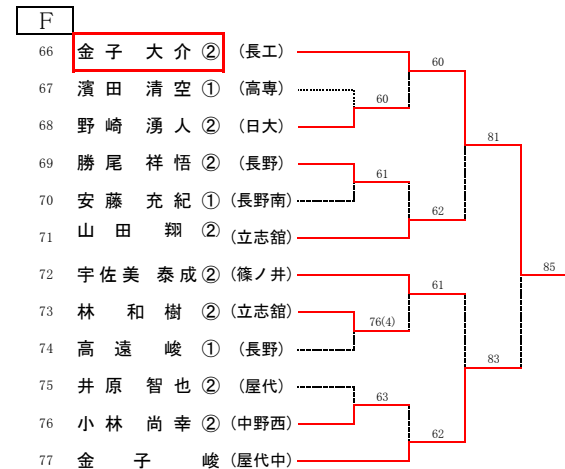 F
66 金子 大介② (長工)
67 濱田 清空① (高専)
68 野崎 湧人② (日大)
69 勝尾 祥悟② (長野)
70 安藤 充紀① (長野南)
71 山田 翔② (立志舘)
72 宇佐美 泰成② (篠ノ井)
73 林 和樹② (立志舘)
74 高遠 峻① (長野)
75 井原 智也② (屋代)
76 小林 尚幸② (中野西)
77 金子 峻 (屋代中)
60
60
81
61
62
85
61
76(4)
83
63
62